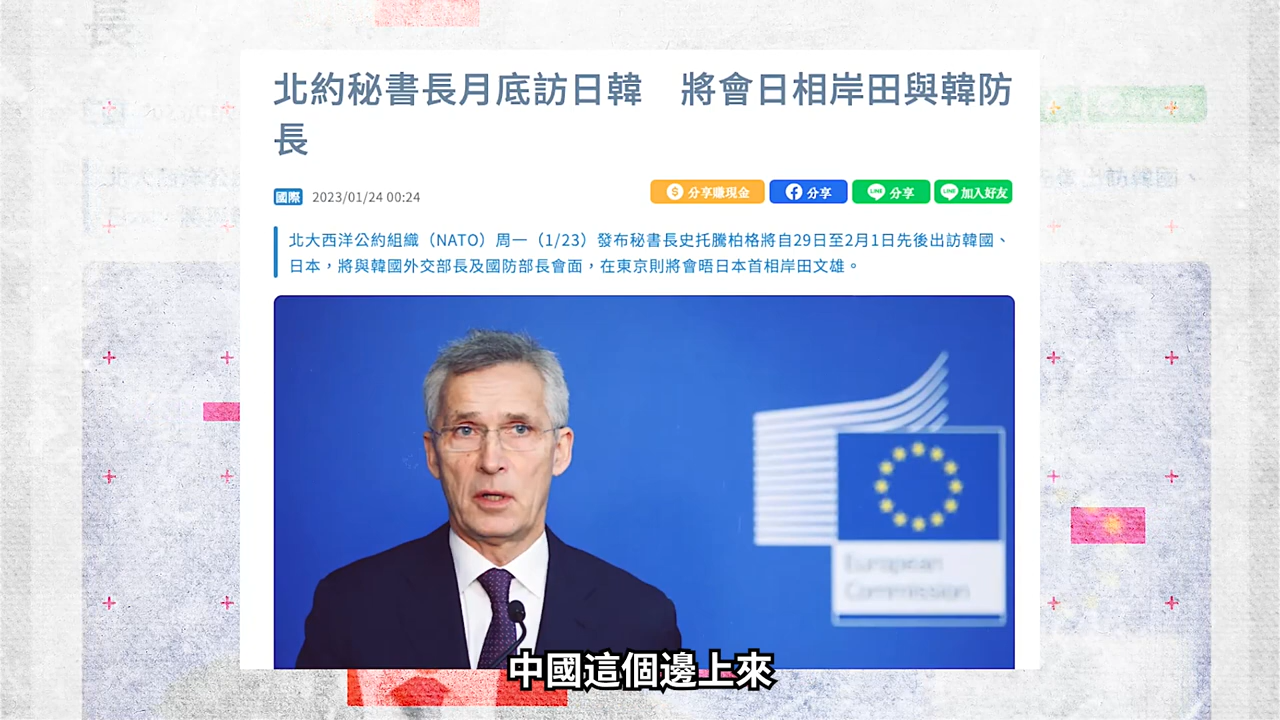 北約秘書長月底訪日韓　將會日相岸田與韓防
長
國際 2023/01/24 00:24
$ 分享賺現金 分享 LINE 分享 LINE 加入好友
北大西洋公約組織（NATO）周一（1/23）發布秘書長史托騰柏格將自29日至2月1日先後出訪韓國、
日本，將與韓國外交部長及國防部長會面，在東京則將會晤日本首相岸田文雄。
European
Commission
中國這個邊上來